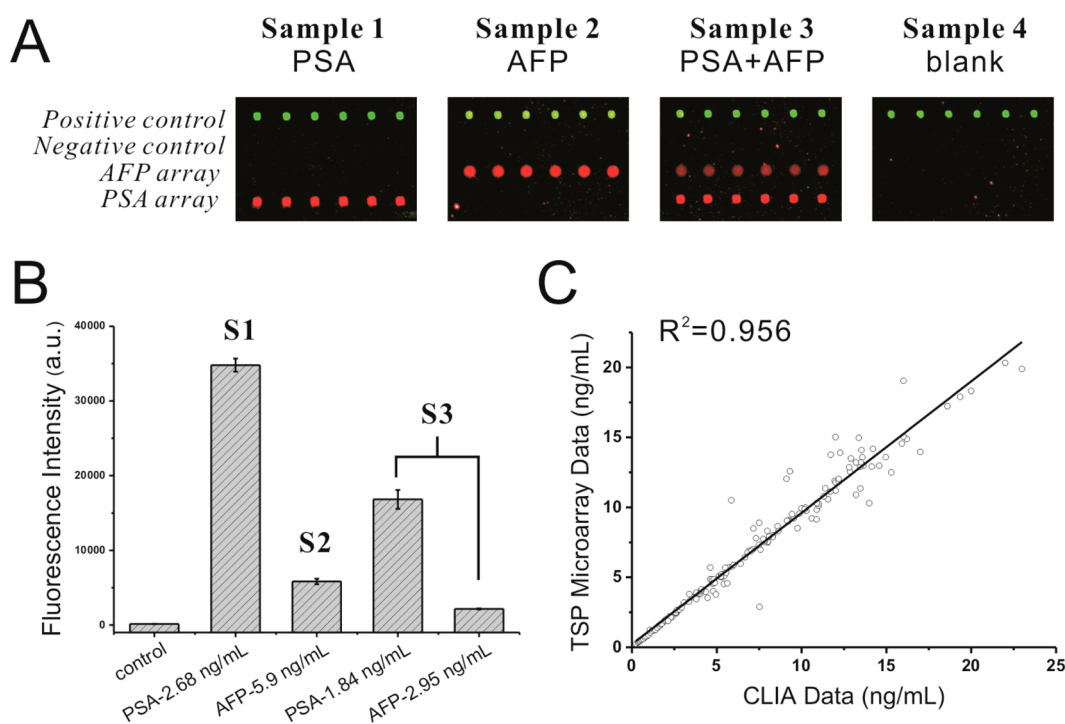 A
Sample 1
PSA
Sample 2
AFP
Sample 3
PSA+AFP
Sample 4
blank
Positive control
Negative control
AFP array
PSA array
B
Fluorescence Intensity (a.u.)
40000
30000
20000
10000
0
S1
S2
S3
control
PSA-2.68 ng/mL
AFP-5.9 ng/mL
PSA-1.84 ng/mL
AFP-2.95 ng/mL
C
R²=0.956
TSP Microarray Data (ng/mL)
20
15
10
5
0
0
5
10
15
20
25
CLIA Data (ng/mL)